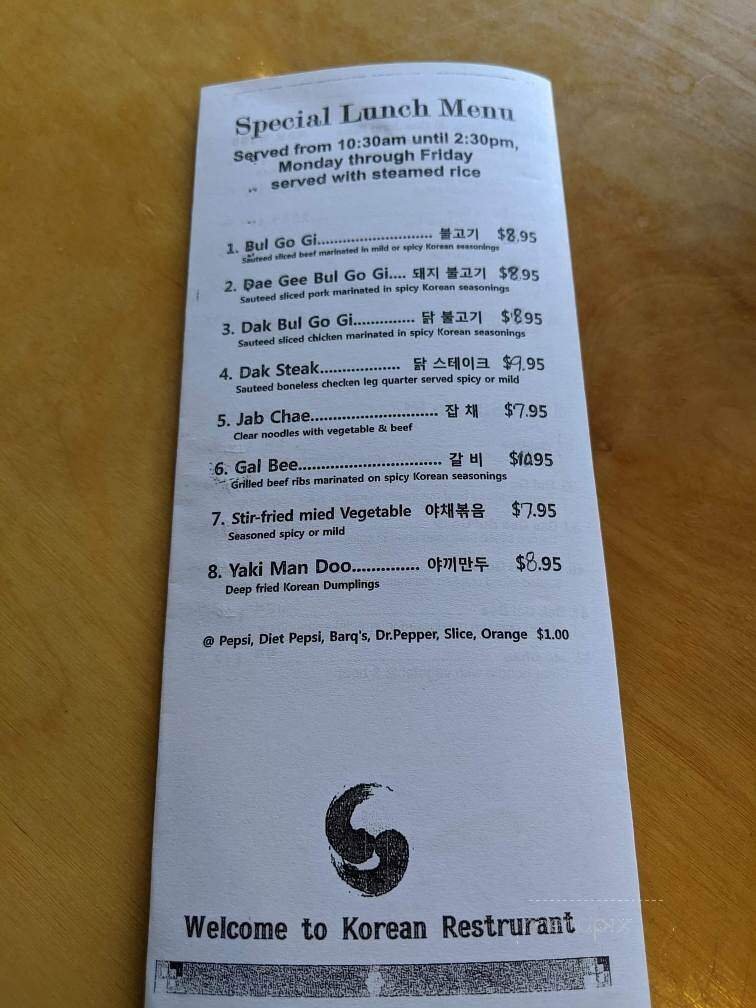 Special Lunch Menu
Served from 10:30am until 2:30pm,
Monday through Friday
served with steamed rice
1. Bul Go Gi............................ 불고기 $8.95
Sauteed sliced beef marinated in mild or spicy Korean seasonings
2. Dae Gee Bul Go Gi.... 돼지 불고기 $8.95
Sauteed sliced pork marinated in spicy Korean seasonings
3. Dak Bul Go Gi.............. 닭 불고기 $8.95
Sauteed sliced chicken marinated in spicy Korean seasonings
4. Dak Steak................... 닭 스테이크 $9.95
Sauteed boneless checken leg quarter served spicy or mild
5. Jab Chae.............................. 잡 채 $7.95
Clear noodles with vegetable & beef
6. Gal Bee.................................. 갈 비 $10.95
Grilled beef ribs marinated on spicy Korean seasonings
7. Stir-fried mied Vegetable 야채볶음 $7.95
Seasoned spicy or mild
8. Yaki Man Doo................ 야끼만두 $8.95
Deep fried Korean Dumplings
@ Pepsi, Diet Pepsi, Barq's, Dr.Pepper, Slice, Orange $1.00
Welcome to Korean Restrurant